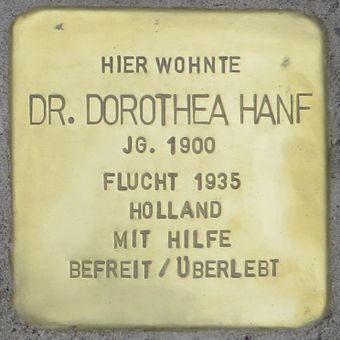 HIER WOHNTE
DR. DOROTHEA HANF
JG. 1900
FLUCHT 1935
HOLLAND
MIT HILFE
BEFREIT / ÜBERLEBT